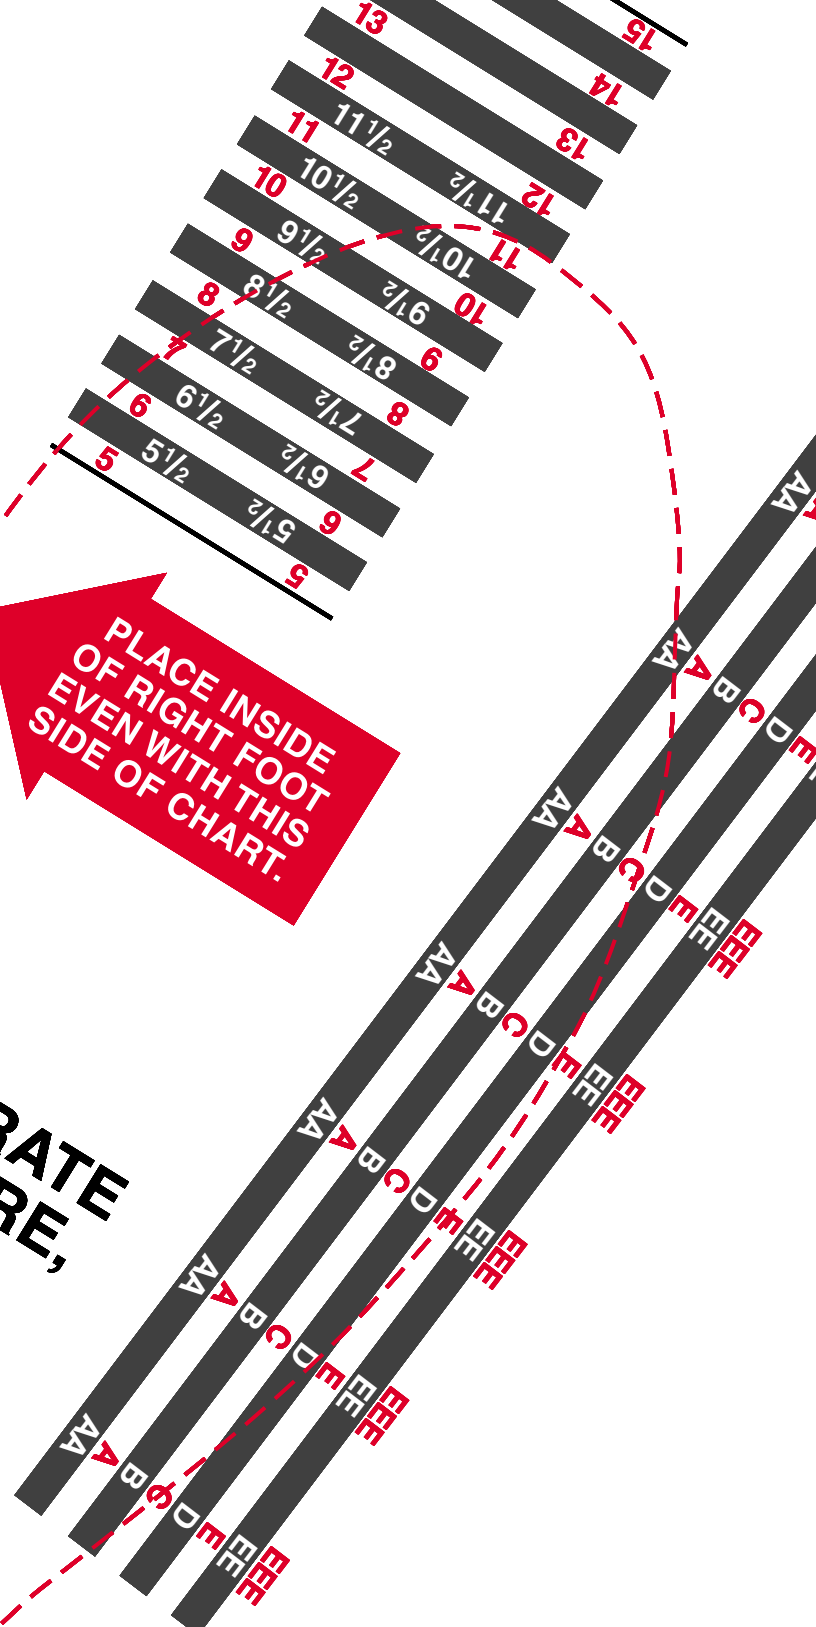 15
13
14
12
13
11½
11
12
11½
10½
10
11
10½
9½
9
10
9½
8½
8
9
8½
7½
7
8
7½
6½
6
7
6½
5½
5
6
5½
5
PLACE INSIDE
OF RIGHT FOOT
EVEN WITH THIS
SIDE OF CHART.
RATE
RE,
AA A
AA A B C D E
AA A B C D E EE EEE
AA A B C D E EE EEE
AA A B C D E EE EEE
AA A B C D E EE EEE
AA A B C D E EE EEE